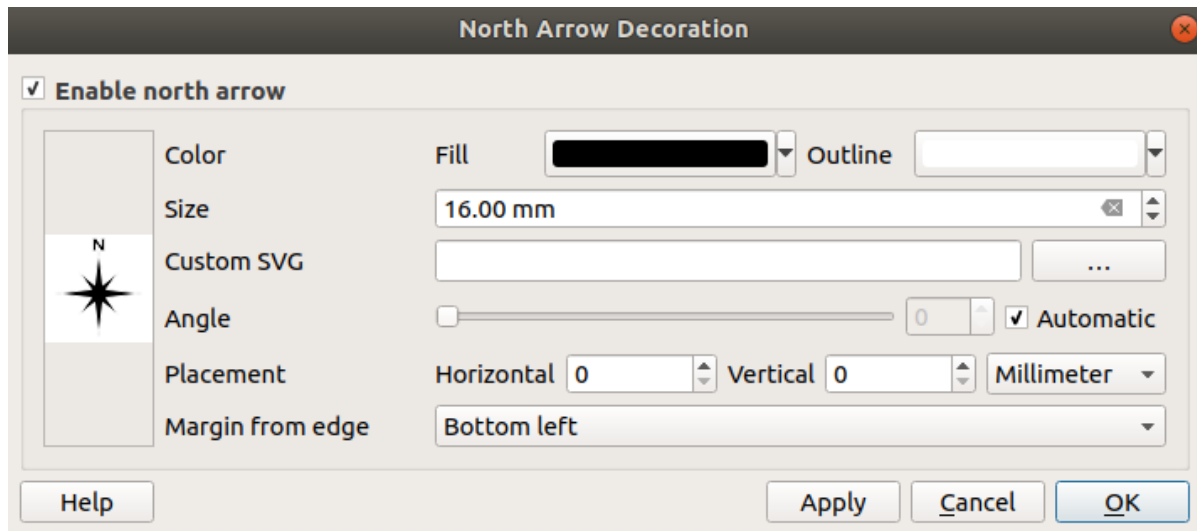 North Arrow Decoration
Enable north arrow
Color Fill Outline
Size 16.00 mm
N
Custom SVG ...
Angle 0 Automatic
Placement Horizontal 0 Vertical 0 Millimeter
Margin from edge Bottom left
Help Apply Cancel OK